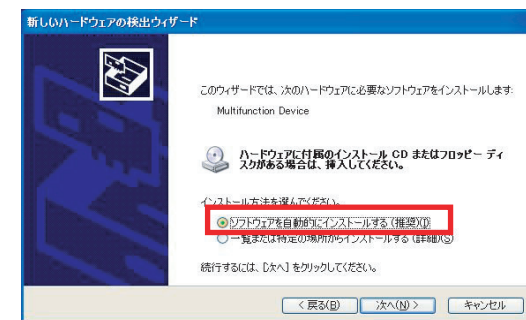 新しいハードウェアの検出ウィザード
このウィザードでは、次のハードウェアに必要なソフトウェアをインストールします:
Multifunction Device
ハードウェアに付属のインストール CD またはフロッピー ディ
スクがある場合は、挿入してください。
インストール方法を選んでください。
ソフトウェアを自動的にインストールする (推奨)(I)
一覧または特定の場所からインストールする (詳細)(S)
続行するには、[次へ] をクリックしてください。
< 戻る(B) 次へ(N) > キャンセル